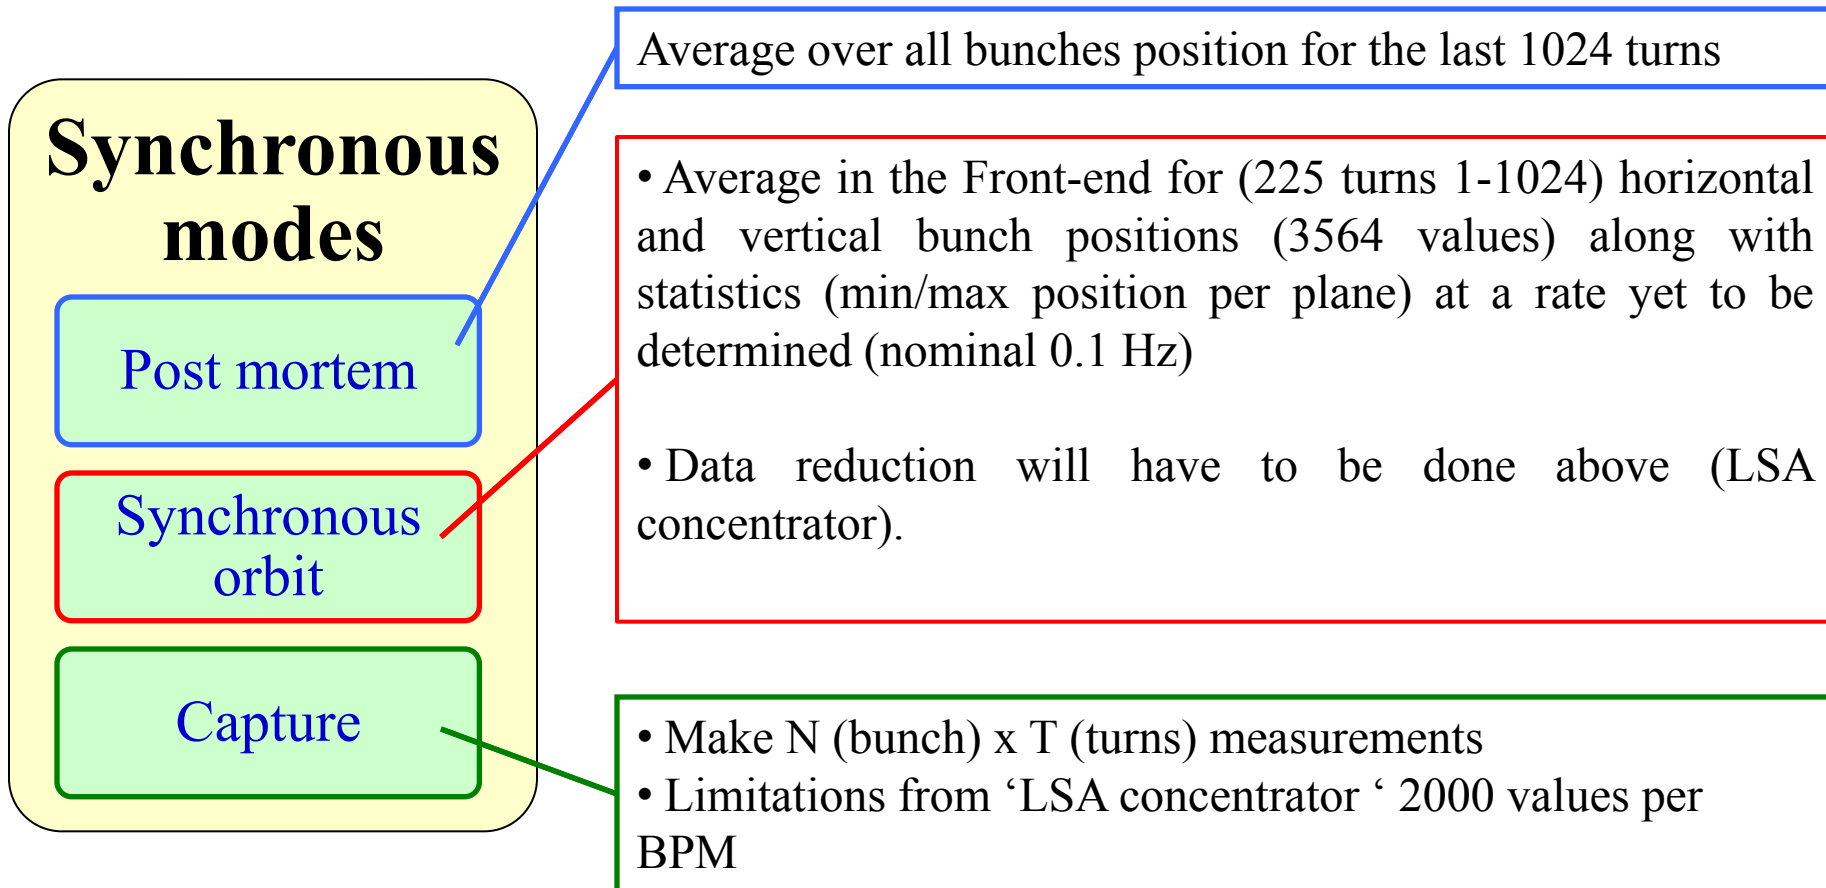 Synchronous
modes
Post mortem
Synchronous
orbit
Capture
Average over all bunches position for the last 1024 turns
• Average in the Front-end for (225 turns 1-1024) horizontal
and vertical bunch positions (3564 values) along with
statistics (min/max position per plane) at a rate yet to be
determined (nominal 0.1 Hz)
• Data reduction will have to be done above (LSA
concentrator).
• Make N (bunch) x T (turns) measurements
• Limitations from ‘LSA concentrator ‘ 2000 values per
BPM